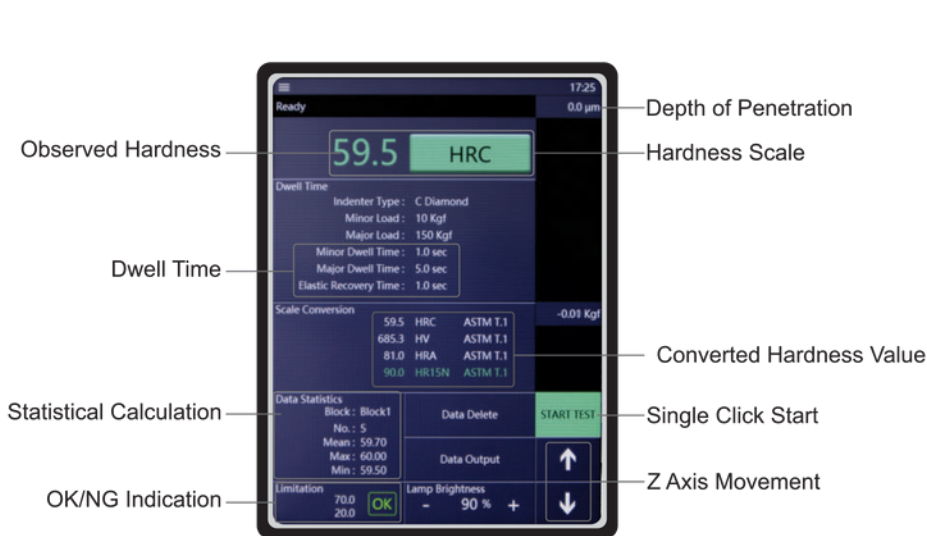 17:25
Ready
0.0 µm
Depth of Penetration
Observed Hardness
59.5 HRC
Hardness Scale
Dwell Time
Indenter Type : C Diamond
Minor Load : 10 Kgf
Major Load : 150 Kgf
Minor Dwell Time : 1.0 sec
Dwell Time
Major Dwell Time : 5.0 sec
Elastic Recovery Time : 1.0 sec
Scale Conversion
-0.01 Kgf
59.5 HRC ASTM T.1
685.3 HV ASTM T.1
81.0 HRA ASTM T.1
90.0 HR15N ASTM T.1
Converted Hardness Value
Statistical Calculation
Data Statistics
Block : Block1
No. : 5
Mean : 59.70
Max : 60.00
Min : 59.50
Data Delete
START TEST
Single Click Start
Data Output
Z Axis Movement
OK/NG Indication
Limitation
70.0
20.0
OK
Lamp Brightness
- 90 % +